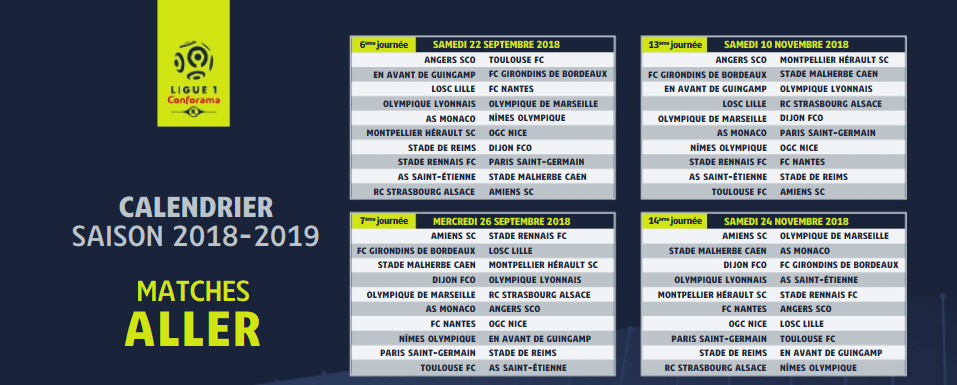 LIGUE 1
Conforama
CALENDRIER
SAISON 2018-2019
MATCHES
ALLER
6ème journée SAMEDI 22 SEPTEMBRE 2018
ANGERS SCO TOULOUSE FC
EN AVANT DE GUINGAMP FC GIRONDINS DE BORDEAUX
LOSC LILLE FC NANTES
OLYMPIQUE LYONNAIS OLYMPIQUE DE MARSEILLE
AS MONACO NÎMES OLYMPIQUE
MONTPELLIER HÉRAULT SC OGC NICE
STADE DE REIMS DIJON FCO
STADE RENNAIS FC PARIS SAINT-GERMAIN
AS SAINT-ÉTIENNE STADE MALHERBE CAEN
RC STRASBOURG ALSACE AMIENS SC
7ème journée MERCREDI 26 SEPTEMBRE 2018
AMIENS SC STADE RENNAIS FC
FC GIRONDINS DE BORDEAUX LOSC LILLE
STADE MALHERBE CAEN MONTPELLIER HÉRAULT SC
DIJON FCO OLYMPIQUE LYONNAIS
OLYMPIQUE DE MARSEILLE RC STRASBOURG ALSACE
AS MONACO ANGERS SCO
FC NANTES OGC NICE
NÎMES OLYMPIQUE EN AVANT DE GUINGAMP
PARIS SAINT-GERMAIN STADE DE REIMS
TOULOUSE FC AS SAINT-ÉTIENNE
13ème journée SAMEDI 10 NOVEMBRE 2018
ANGERS SCO MONTPELLIER HÉRAULT SC
FC GIRONDINS DE BORDEAUX STADE MALHERBE CAEN
EN AVANT DE GUINGAMP OLYMPIQUE LYONNAIS
LOSC LILLE RC STRASBOURG ALSACE
OLYMPIQUE DE MARSEILLE DIJON FCO
AS MONACO PARIS SAINT-GERMAIN
NÎMES OLYMPIQUE OGC NICE
STADE RENNAIS FC FC NANTES
AS SAINT-ÉTIENNE STADE DE REIMS
TOULOUSE FC AMIENS SC
14ème journée SAMEDI 24 NOVEMBRE 2018
AMIENS SC OLYMPIQUE DE MARSEILLE
STADE MALHERBE CAEN AS MONACO
DIJON FCO FC GIRONDINS DE BORDEAUX
OLYMPIQUE LYONNAIS AS SAINT-ÉTIENNE
MONTPELLIER HÉRAULT SC STADE RENNAIS FC
FC NANTES ANGERS SCO
OGC NICE LOSC LILLE
PARIS SAINT-GERMAIN TOULOUSE FC
STADE DE REIMS EN AVANT DE GUINGAMP
RC STRASBOURG ALSACE NÎMES OLYMPIQUE